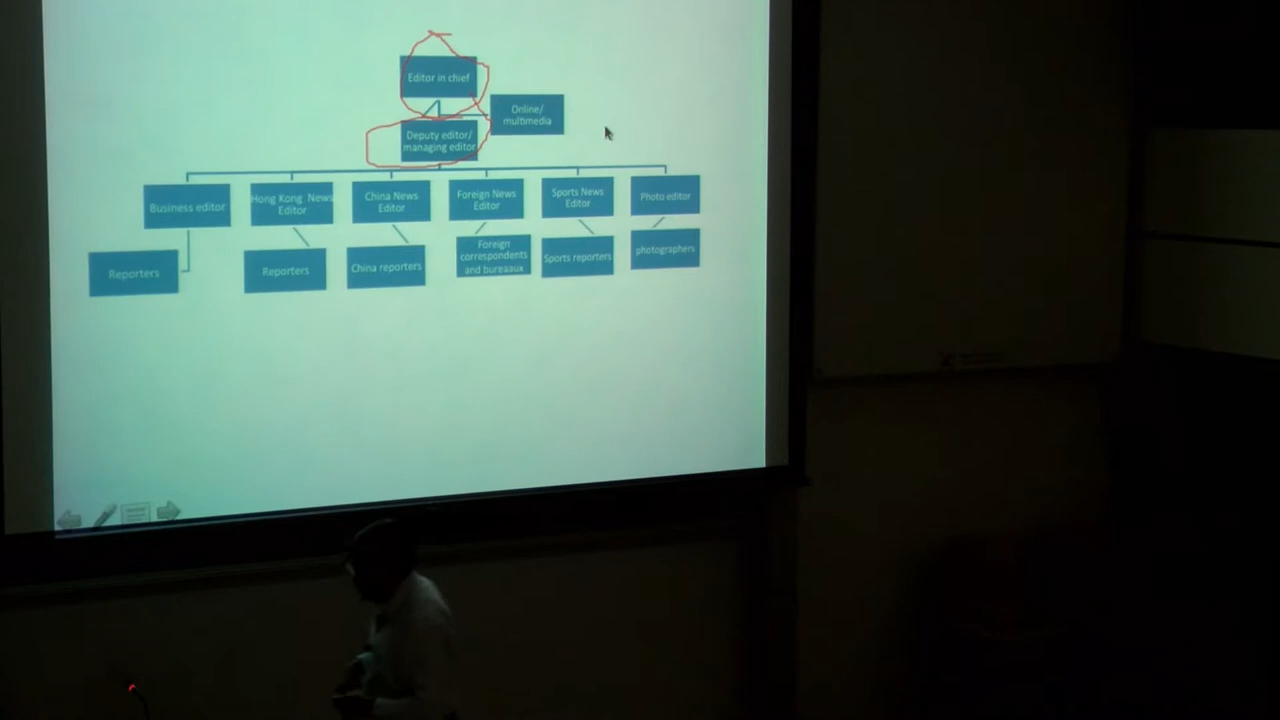 Editor in chief
Online/
multimedia
Deputy editor/
managing editor
Business editor
Hong Kong News
Editor
China News
Editor
Foreign News
Editor
Sports News
Editor
Photo editor
Reporters
Reporters
China reporters
Foreign
correspondents
and bureaaux
Sports reporters
photographers